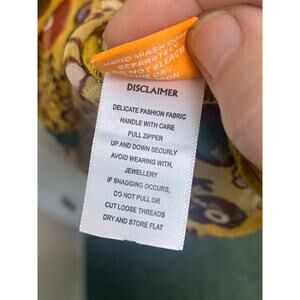 HAND WASH COLD
SEPARATELY
DO NOT BLEACH
DRY
IRON
DISCLAIMER
DELICATE FASHION FABRIC
HANDLE WITH CARE
PULL ZIPPER
UP AND DOWN SECURLY
AVOID WEARING WITH,
JEWELLERY
IF SNAGGING OCCURS,
DO NOT PULL OR
CUT LOOSE THREADS
DRY AND STORE FLAT